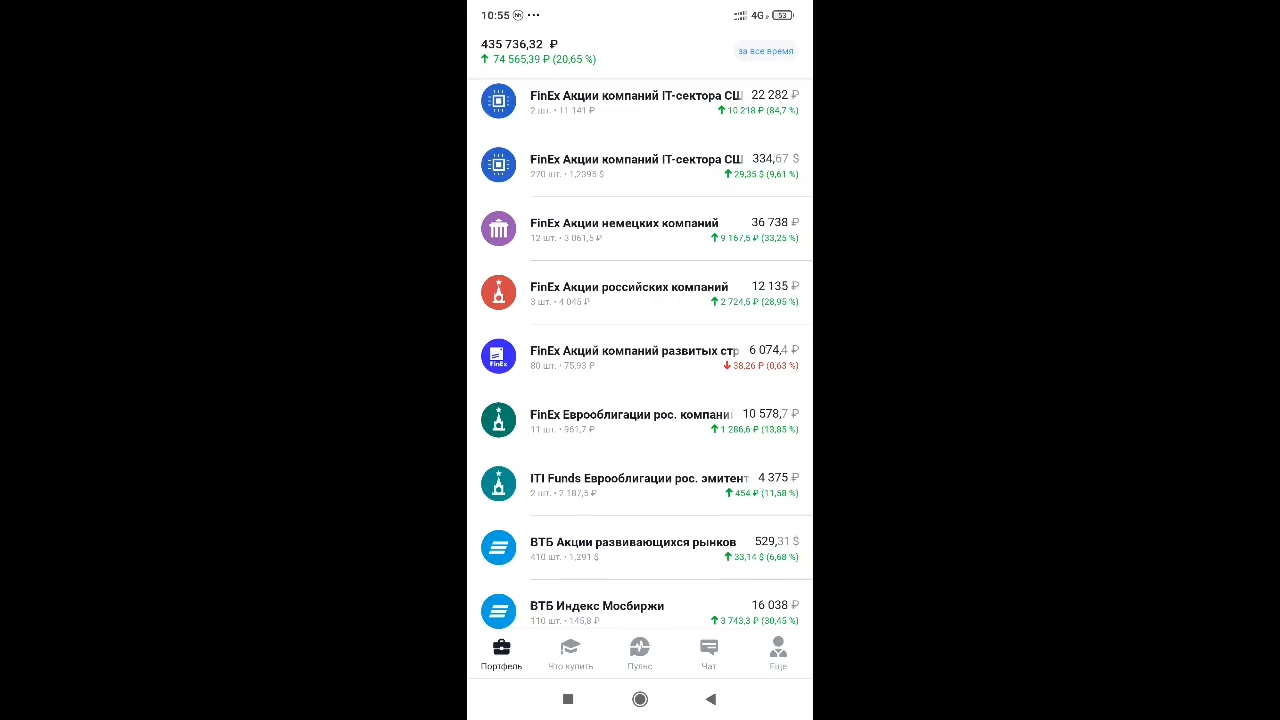 10:55
4G
53
435 736,32 ₽
74 565,39 ₽ (20,65 %)
за все время
FinEx Акции компаний IT-сектора СШ
22 282 ₽
2 шт. • 11 141 ₽
10 218 ₽ (84,7 %)
FinEx Акции компаний IT-сектора СШ
334,67 $
270 шт. • 1,2395 $
29,35 $ (9,61 %)
FinEx Акции немецких компаний
36 738 ₽
12 шт. • 3 061,5 ₽
9 167,5 ₽ (33,25 %)
FinEx Акции российских компаний
12 135 ₽
3 шт. • 4 045 ₽
2 724,5 ₽ (28,95 %)
FinEx Акций компаний развитых стр
6 074,4 ₽
FinEx
80 шт. • 75,93 ₽
38,26 ₽ (0,63 %)
FinEx Еврооблигации рос. компаний
10 578,7 ₽
11 шт. • 961,7 ₽
1 286,6 ₽ (13,85 %)
ITI Funds Еврооблигации рос. эмитент
4 375 ₽
2 шт. • 2 187,5 ₽
454 ₽ (11,58 %)
ВТБ Акции развивающихся рынков
529,31 $
410 шт. • 1,291 $
33,14 $ (6,68 %)
ВТБ Индекс Мосбиржи
16 038 ₽
110 шт. • 145,8 ₽
3 743,3 ₽ (30,45 %)
Портфель
Что купить
Пульс
Чат
Еще